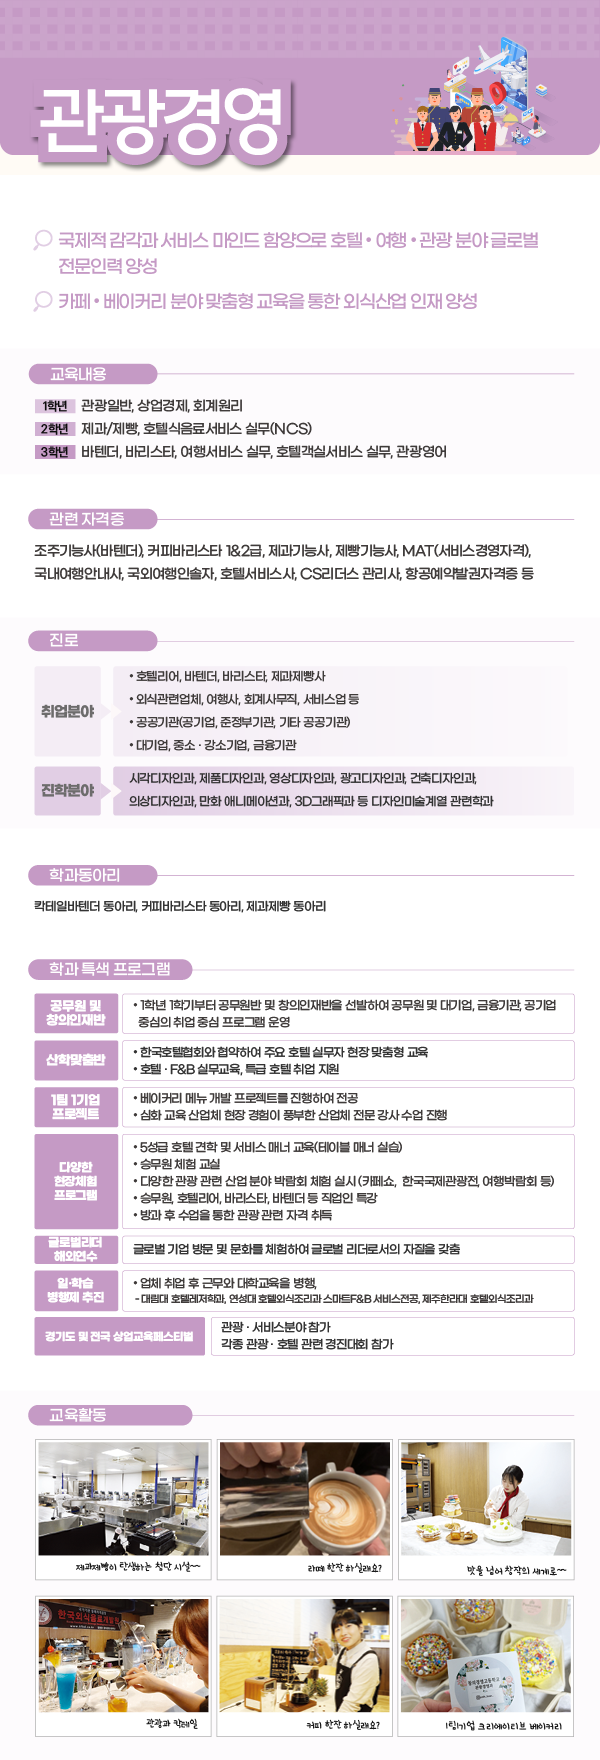 관광경영
국제적 감각과 서비스 마인드 함양으로 호텔 • 여행 • 관광 분야 글로벌
전문인력 양성
카페 • 베이커리 분야 맞춤형 교육을 통한 외식산업 인재 양성
교육내용
1학년 관광일반, 상업경제, 회계원리
2학년 제과/제빵, 호텔식음료서비스 실무(NCS)
3학년 바텐더, 바리스타, 여행서비스 실무, 호텔객실서비스 실무, 관광영어
관련 자격증
조주기능사(바텐더), 커피바리스타 1&2급, 제과기능사, 제빵기능사, MAT(서비스경영자격),
국내여행안내사, 국외여행인솔자, 호텔서비스사, CS리더스 관리사, 항공예약발권자격증 등
진로
취업분야
• 호텔리어, 바텐더, 바리스타, 제과제빵사
• 외식관련업체, 여행사, 회계사무직, 서비스업 등
• 공공기관(공기업, 준정부기관, 기타 공공기관)
• 대기업, 중소 · 강소기업, 금융기관
진학분야
시각디자인과, 제품디자인과, 영상디자인과, 광고디자인과, 건축디자인과,
의상디자인과, 만화 애니메이션과, 3D그래픽과 등 디자인미술계열 관련학과
학과동아리
칵테일바텐더 동아리, 커피바리스타 동아리, 제과제빵 동아리
학과 특색 프로그램
공무원 및
창의인재반
• 1학년 1학기부터 공무원반 및 창의인재반을 선발하여 공무원 및 대기업, 금융기관, 공기업
중심의 취업 중심 프로그램 운영
산학맞춤반
• 한국호텔협회와 협약하여 주요 호텔 실무자 현장 맞춤형 교육
• 호텔 · F&B 실무교육, 특급 호텔 취업 지원
1팀 1기업
프로젝트
• 베이커리 메뉴 개발 프로젝트를 진행하여 전공
• 심화 교육 산업체 현장 경험이 풍부한 산업체 전문 강사 수업 진행
다양한
현장체험
프로그램
• 5성급 호텔 견학 및 서비스 매너 교육(테이블 매너 실습)
• 승무원 체험 교실
• 다양한 관광 관련 산업 분야 박람회 체험 실시 (카페쇼, 한국국제관광전, 여행박람회 등)
• 승무원, 호텔리어, 바리스타, 바텐더 등 직업인 특강
• 방과 후 수업을 통한 관광 관련 자격 취득
글로벌리더
해외연수
글로벌 기업 방문 및 문화를 체험하여 글로벌 리더로서의 자질을 갖춤
일·학습
병행제 추진
• 업체 취업 후 근무와 대학교육을 병행,
- 대림대 호텔레저학과, 연성대 호텔외식조리과 스마트F&B 서비스전공, 제주한라대 호텔외식조리과
경기도 및 전국 상업교육페스티벌
관광 · 서비스분야 참가
각종 관광 · 호텔 관련 경진대회 참가
교육활동
제과제빵이 탄생하는 첨단 시설~~
라떼 한잔 하실래요?
맛을 넘어 창작의 세계로~~
한국외식음료개발원
관광과 칵테일
커피 한잔 하실래요?
1팀1기업 크리에이티브 베이커리